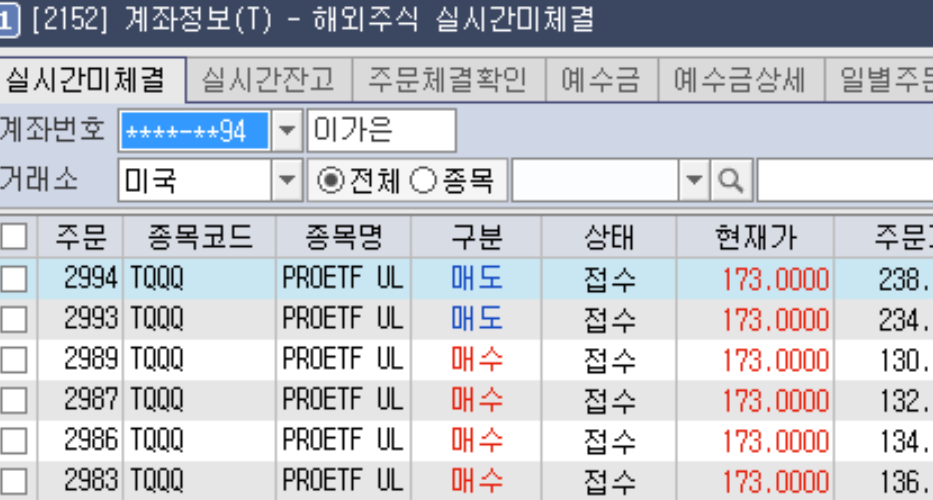 1 [2152] 계좌정보(T) - 해외주식 실시간미체결
실시간미체결 실시간잔고 주문체결확인 예수금 예수금상세 일별주문
계좌번호 ****-**94 이가은
거래소 미국 전체 종목
주문 종목코드 종목명 구분 상태 현재가 주문
2994 TQQQ PROETF UL 매도 접수 173.0000 238.
2993 TQQQ PROETF UL 매도 접수 173.0000 234.
2989 TQQQ PROETF UL 매수 접수 173.0000 130.
2987 TQQQ PROETF UL 매수 접수 173.0000 132.
2986 TQQQ PROETF UL 매수 접수 173.0000 134.
2983 TQQQ PROETF UL 매수 접수 173.0000 136.